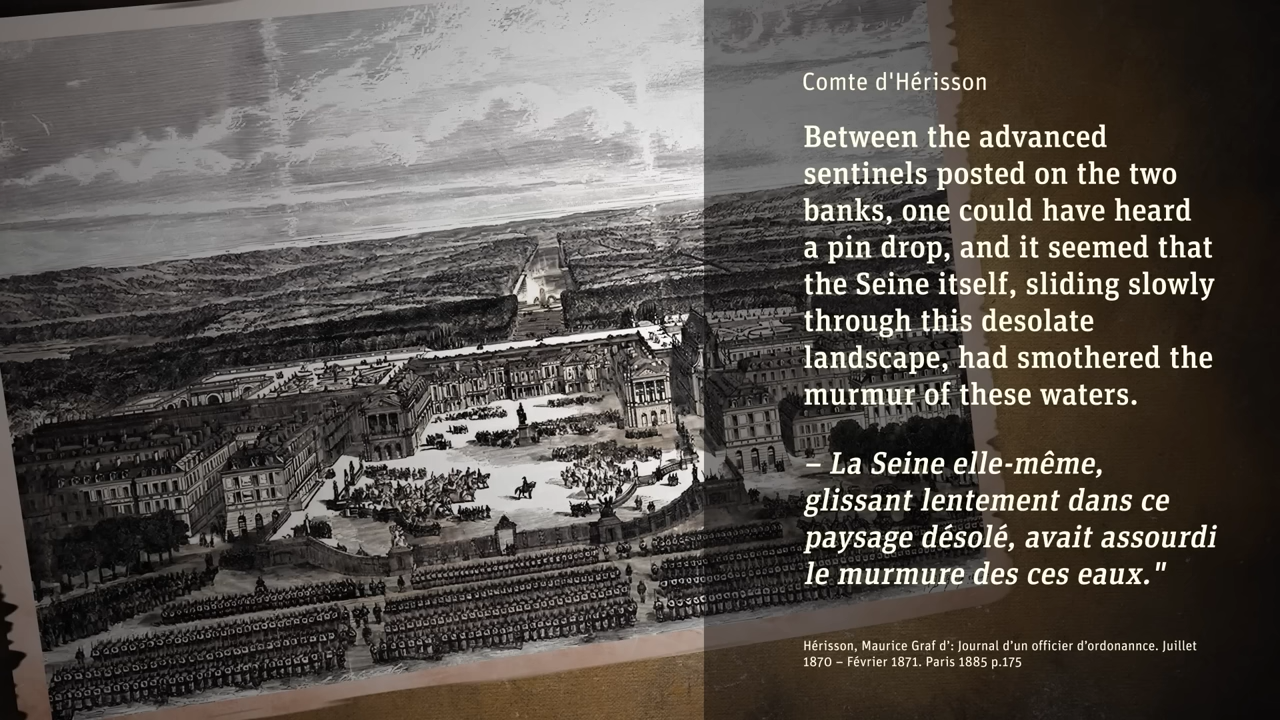 Comte d'Hérisson
Between the advanced
sentinels posted on the two
banks, one could have heard
a pin drop, and it seemed that
the Seine itself, sliding slowly
through this desolate
landscape, had smothered the
murmur of these waters.
– La Seine elle-même,
glissant lentement dans ce
paysage désolé, avait assourdi
le murmure des ces eaux."
Hérisson, Maurice Graf d’: Journal d’un officier d’ordonannce. Juillet
1870 – Février 1871. Paris 1885 p.175